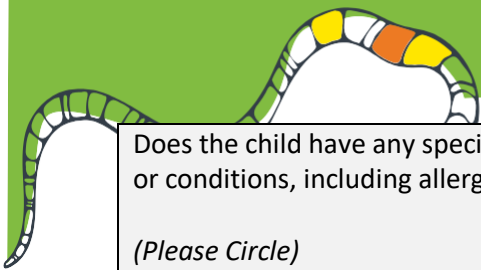 Does the child have any speci
or conditions, including allerg
(Please Circle)